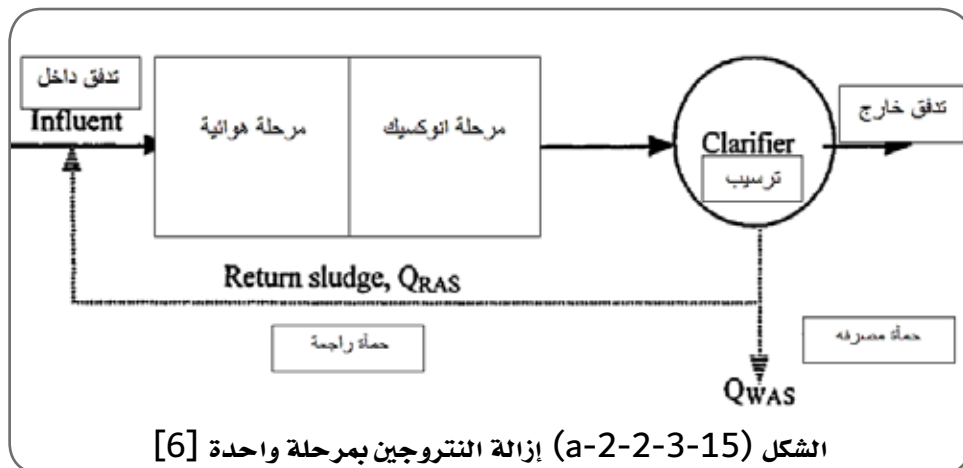 تدفق داخل
Influent
مرحلة هوائية
مرحلة انوكسيك
Clarifier
ترسيب
تدفق خارج
Return sludge, QRAS
حمأة راجعة
حمأة مصرفه
QWAS
الشكل (15-3-2-2-a) إزالة النتروجين بمرحلة واحدة [6]